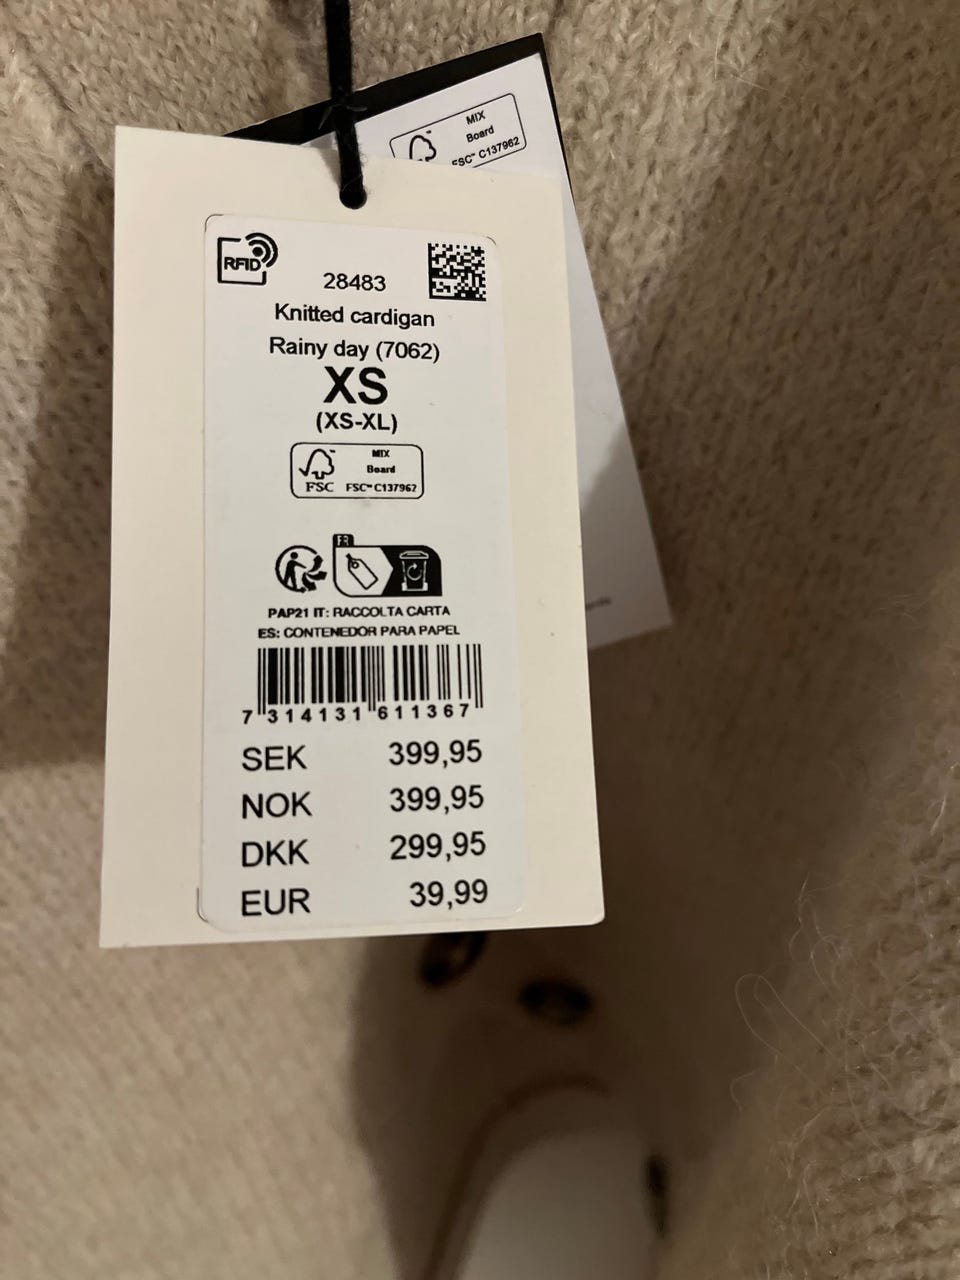 MIX
Board
FSC™ C137962
RFID
28483
Knitted cardigan
Rainy day (7062)
XS
(XS-XL)
MIX
Board
FSC FSC™ C137962
FR
PAP21 IT: RACCOLTA CARTA
ES: CONTENEDOR PARA PAPEL
7 314131 611367
SEK 399,95
NOK 399,95
DKK 299,95
EUR 39,99